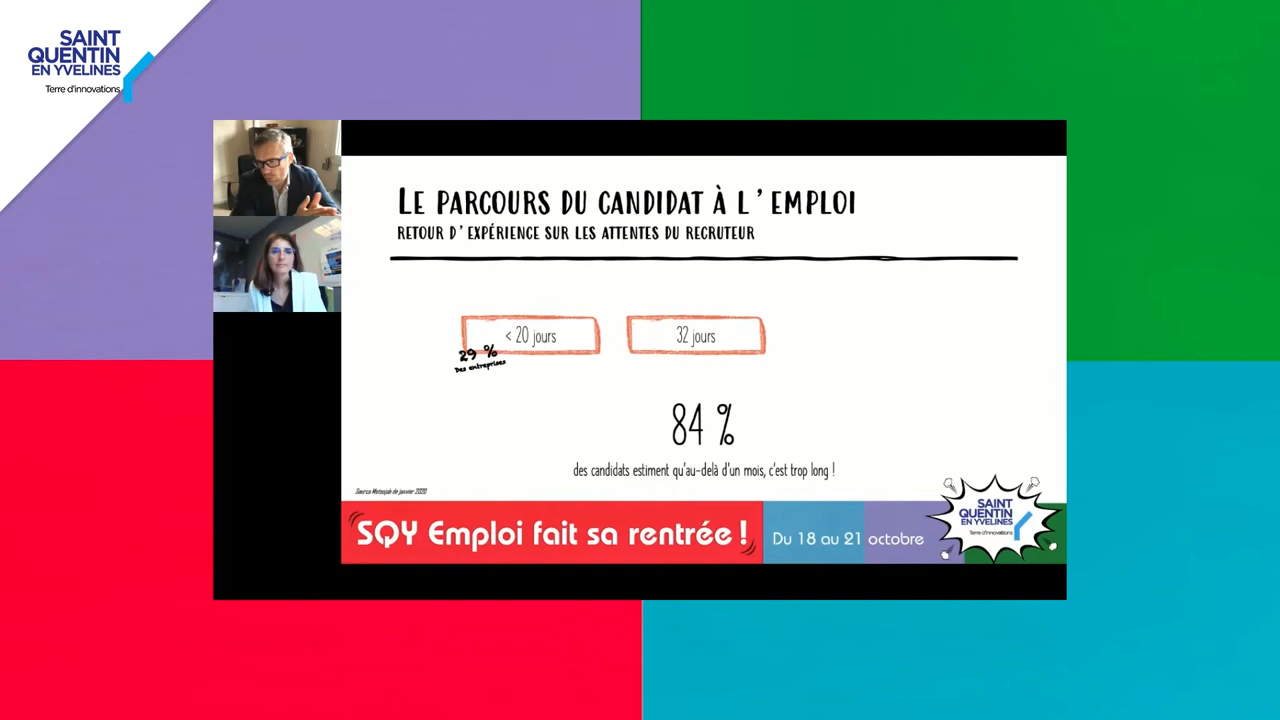 SAINT
QUENTIN
EN YVELINES
Terre d'innovations
LE PARCOURS DU CANDIDAT À L'EMPLOI
RETOUR D'EXPÉRIENCE SUR LES ATTENTES DU RECRUTEUR
< 20 jours
32 jours
29 %
Des entreprises
84 %
des candidats estiment qu'au-delà d'un mois, c'est trop long !
Source Meteojob de janvier 2020
SQY Emploi fait sa rentrée !
Du 18 au 21 octobre
SAINT
QUENTIN
EN YVELINES
Terre d'innovations